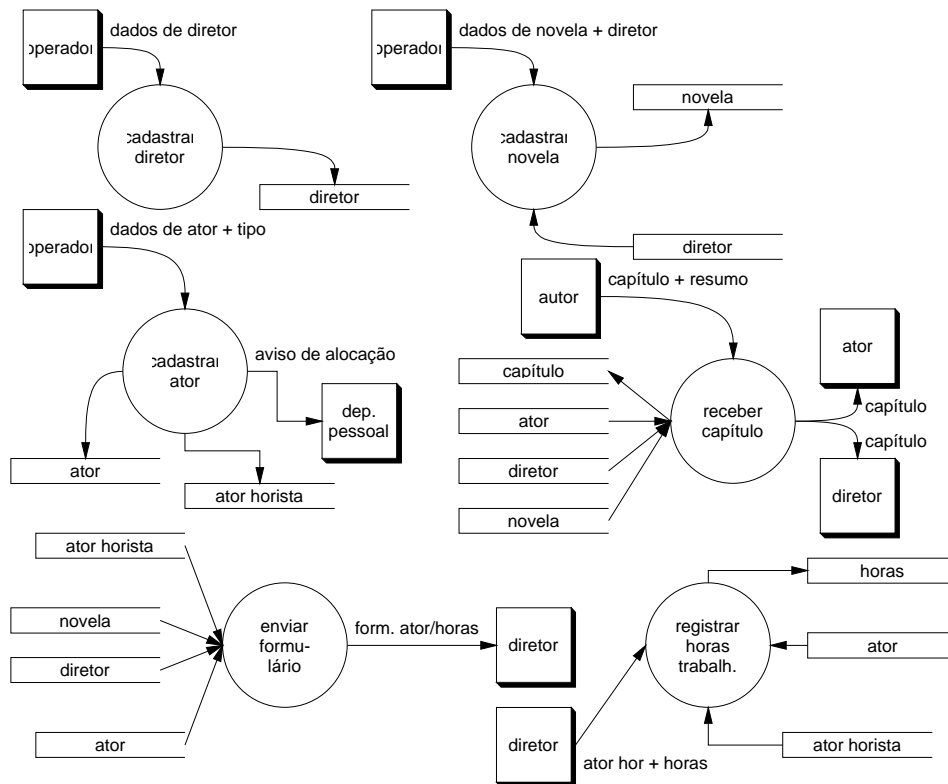 operador
dados de diretor
cadastrar
diretor
diretor
operador
dados de novela + diretor
cadastrar
novela
novela
diretor
operador
dados de ator + tipo
cadastrar
ator
aviso de alocação
dep.
pessoal
ator
ator horista
autor
capítulo + resumo
capítulo
ator
diretor
novela
receber
capítulo
ator
capítulo
capítulo
diretor
ator horista
novela
diretor
ator
enviar
formu-
lário
form. ator/horas
diretor
diretor
ator hor + horas
registrar
horas
trabalh.
horas
ator
ator horista